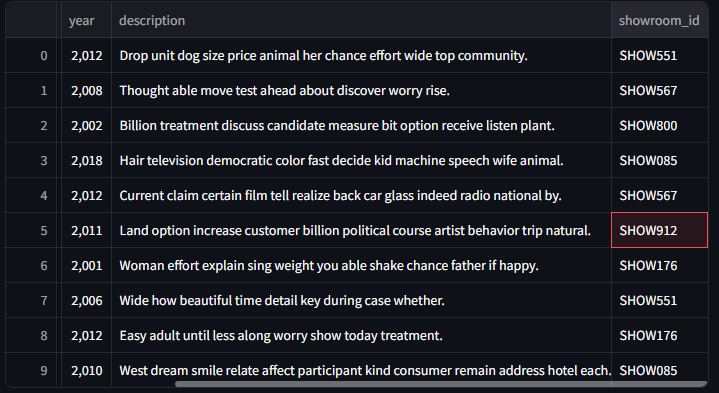 year description showroom_id
0 2,012 Drop unit dog size price animal her chance effort wide top community. SHOW551
1 2,008 Thought able move test ahead about discover worry rise. SHOW567
2 2,002 Billion treatment discuss candidate measure bit option receive listen plant. SHOW800
3 2,018 Hair television democratic color fast decide kid machine speech wife animal. SHOW085
4 2,012 Current claim certain film tell realize back car glass indeed radio national by. SHOW567
5 2,011 Land option increase customer billion political course artist behavior trip natural. SHOW912
6 2,001 Woman effort explain sing weight you able shake chance father if happy. SHOW176
7 2,006 Wide how beautiful time detail key during case whether. SHOW551
8 2,012 Easy adult until less along worry show today treatment. SHOW176
9 2,010 West dream smile relate affect participant kind consumer remain address hotel each. SHOW085